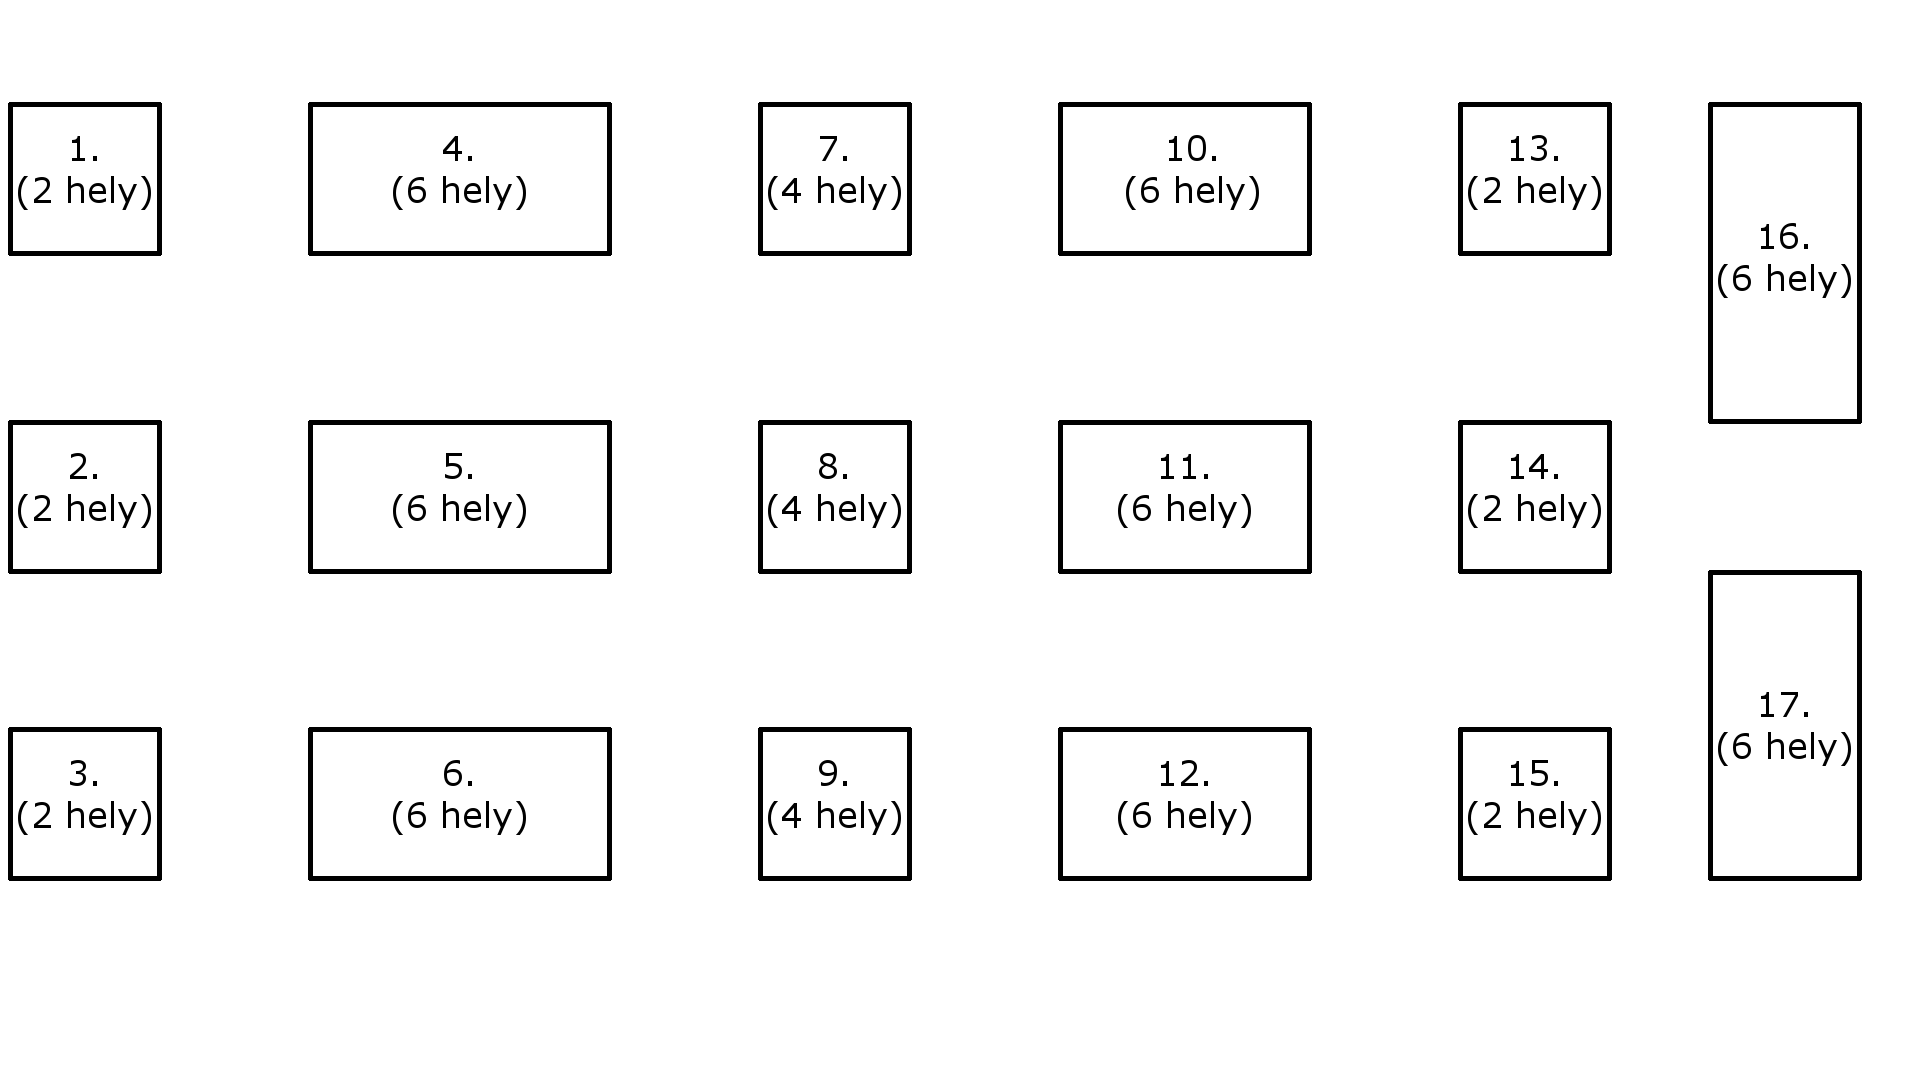 1.
(2 hely)
4.
(6 hely)
7.
(4 hely)
10.
(6 hely)
13.
(2 hely)
16.
(6 hely)
2.
(2 hely)
5.
(6 hely)
8.
(4 hely)
11.
(6 hely)
14.
(2 hely)
17.
(6 hely)
3.
(2 hely)
6.
(6 hely)
9.
(4 hely)
12.
(6 hely)
15.
(2 hely)